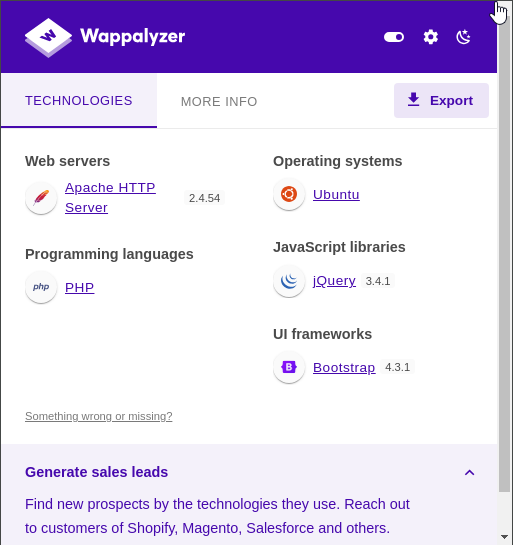 Wappalyzer
TECHNOLOGIES
MORE INFO
Export
Web servers
Apache HTTP
Server
2.4.54
Programming languages
php
PHP
Operating systems
Ubuntu
JavaScript libraries
jQuery 3.4.1
UI frameworks
B
Bootstrap 4.3.1
Something wrong or missing?
Generate sales leads
Find new prospects by the technologies they use. Reach out
to customers of Shopify, Magento, Salesforce and others.